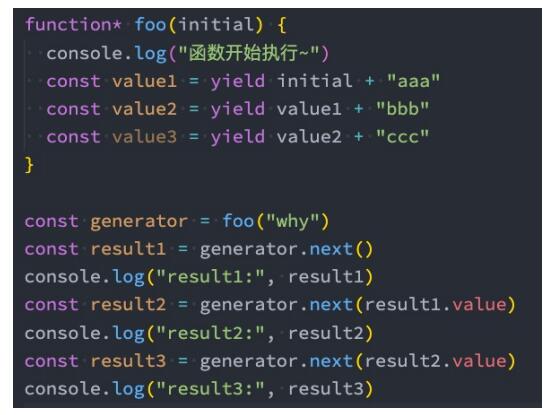 function* foo(initial) {
  console.log("函数开始执行~")
  const value1 = yield initial + "aaa"
  const value2 = yield value1 + "bbb"
  const value3 = yield value2 + "ccc"
}

const generator = foo("why")
const result1 = generator.next()
console.log("result1:", result1)
const result2 = generator.next(result1.value)
console.log("result2:", result2)
const result3 = generator.next(result2.value)
console.log("result3:", result3)